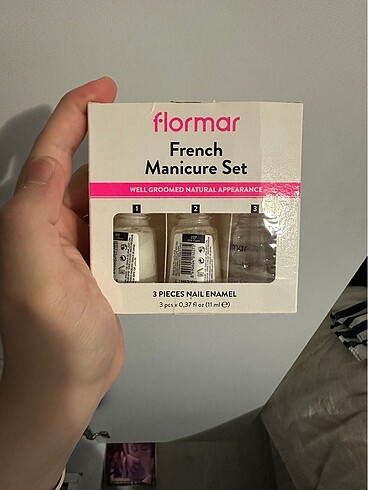 flormar
French
Manicure Set
WELL GROOMED NATURAL APPEARANCE
1 2 3
rmar
3 PIECES NAIL ENAMEL
3 pcs x 0,37 fl oz (11 ml ℮)